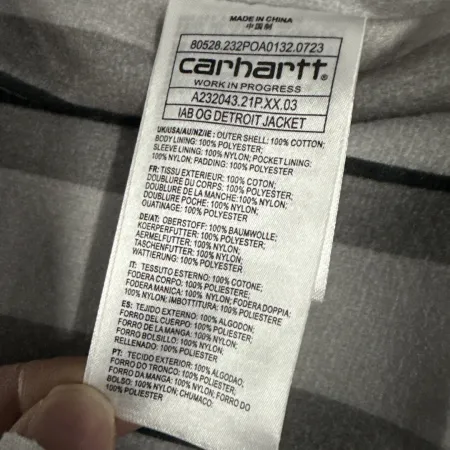 MADE IN CHINA
中国制
80528.232POA0132.0723
carhartt®
WORK IN PROGRESS
A232043.21P.XX.03
IAB OG DETROIT JACKET
UK/USA/AU/NZ/IE: OUTER SHELL: 100% COTTON;
BODY LINING: 100% POLYESTER;
SLEEVE LINING: 100% NYLON; POCKET LINING:
100% NYLON; PADDING: 100% POLYESTER
FR: TISSU EXTERIEUR: 100% COTON;
DOUBLURE DU CORPS: 100% POLYESTER;
DOUBLURE DE LA MANCHE: 100% NYLON;
DOUBLURE POCHE: 100% NYLON;
OUATINAGE: 100% POLYESTER
DE/AT: OBERSTOFF: 100% BAUMWOLLE;
KOERPERFUTTER: 100% POLYESTER;
AERMELFUTTER: 100% NYLON;
TASCHENFUTTER: 100% NYLON;
WATTIERUNG: 100% POLYESTER
IT: TESSUTO ESTERNO: 100% COTONE;
FODERA CORPO: 100% POLIESTERE;
FODERA MANICA: 100% NYLON; FODERA DOPPIA:
100% NYLON; IMBOTTITURA: 100% POLIESTERE
ES: TEJIDO EXTERNO: 100% ALGODON;
FORRO DEL CUERPO: 100% POLYESTER;
FORRO DE LA MANGA: 100% NYLON;
FORRO BOLSILLO: 100% NYLON;
RELLENADO: 100% POLYESTER
PT: TECIDO EXTERIOR: 100% ALGODAO;
FORRO DO TRONCO: 100% POLYESTER;
FORRO DA MANGA: 100% NYLON; FORRO DO
BOLSO: 100% NYLON; CHUMACO:
100% POLYESTER